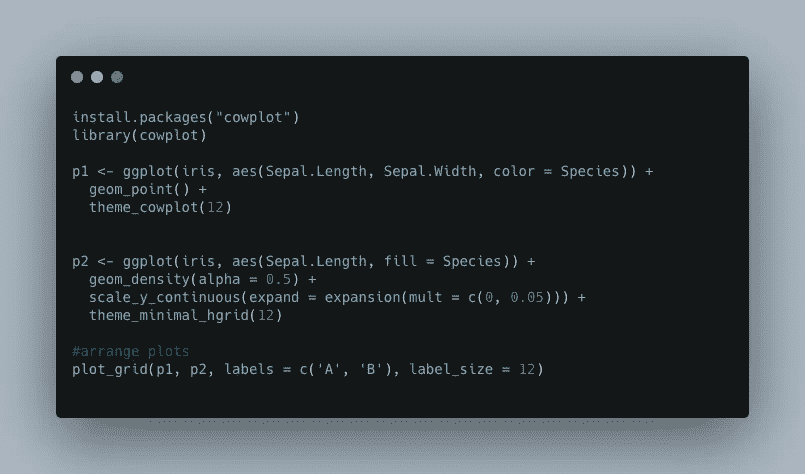 install.packages("cowplot")
library(cowplot)
p1 <- ggplot(iris, aes(Sepal.Length, Sepal.Width, color = Species)) +
  geom_point() +
  theme_cowplot(12)
p2 <- ggplot(iris, aes(Sepal.Length, fill = Species)) +
  geom_density(alpha = 0.5) +
  scale_y_continuous(expand = expansion(mult = c(0, 0.05))) +
  theme_minimal_hgrid(12)
#arrange plots
plot_grid(p1, p2, labels = c('A', 'B'), label_size = 12)